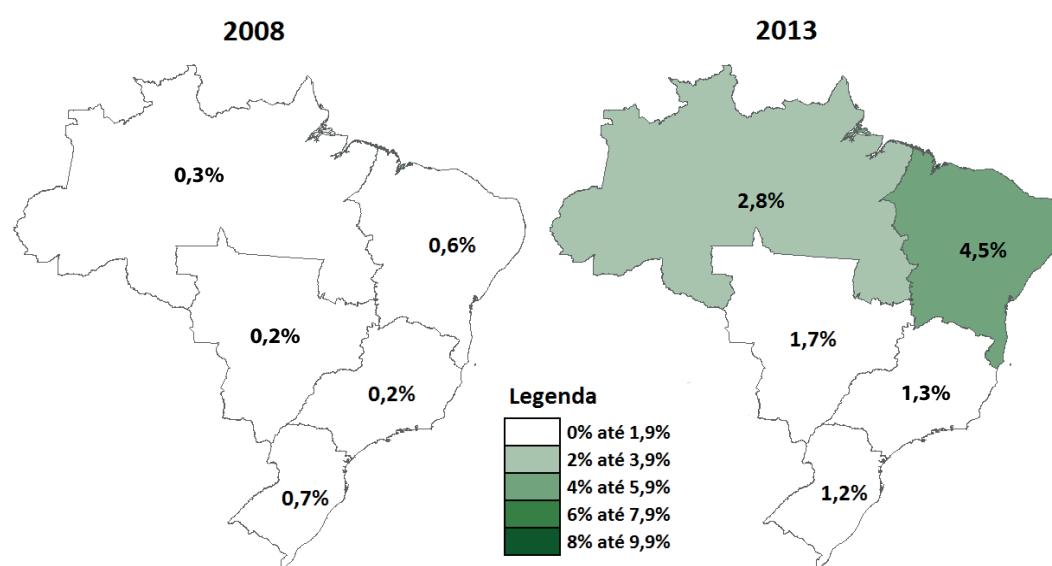 2008
2013
0,3%
0,6%
0,2%
0,2%
0,7%
2,8%
4,5%
1,7%
1,3%
1,2%
Legenda
0% até 1,9%
2% até 3,9%
4% até 5,9%
6% até 7,9%
8% até 9,9%